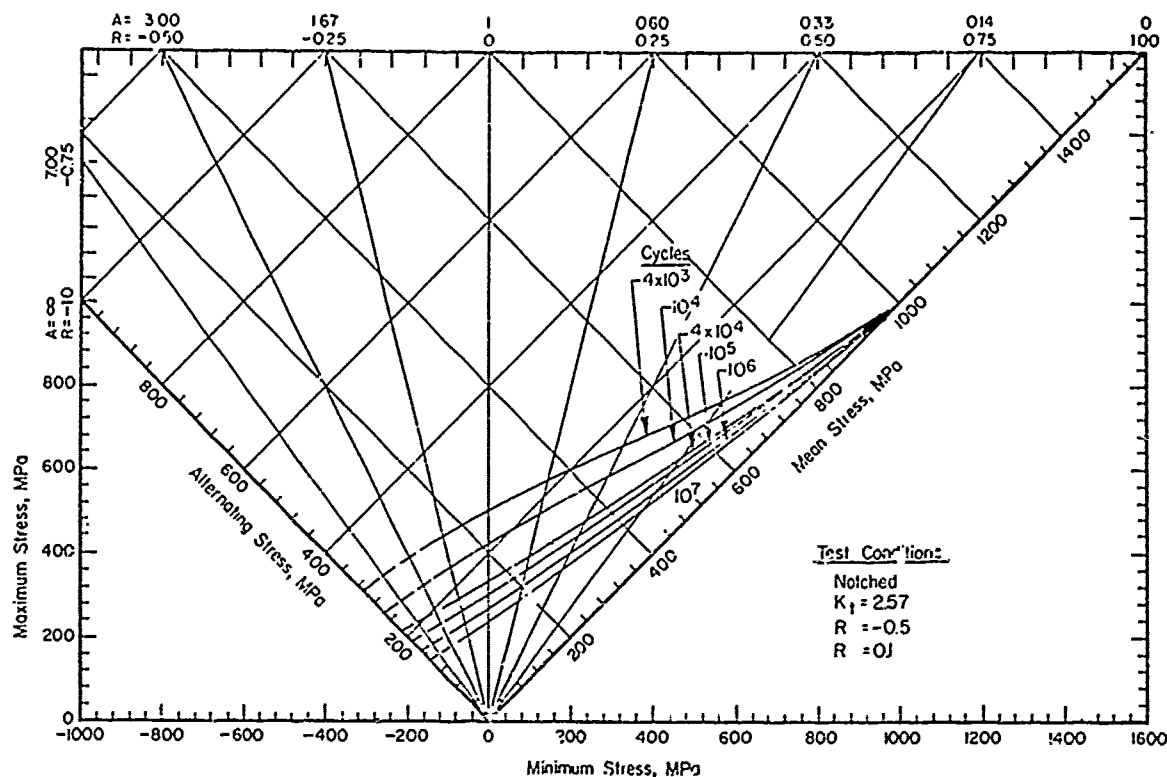 A= 3.00 1.67 1 0.60 0.33 0.14 0
R= -0.50 -0.25 0 0.25 0.50 0.75 1.00
7.00
-0.75
A=∞
R=-1.0
Cycles
4x10³
10⁴
4x10⁴
10⁵
10⁶
10⁷
1400
1200
1000
800
600
400
200
Mean Stress, MPa
800
600
400
200
Alternating Stress, MPa
800
600
400
200
0
Maximum Stress, MPa
Test Conditions
Notched
Kt = 2.57
R = -0.5
R = 0.1
-1000 -800 -600 -400 -200 0 200 400 600 800 1000 1200 1400 1600
Minimum Stress, MPa